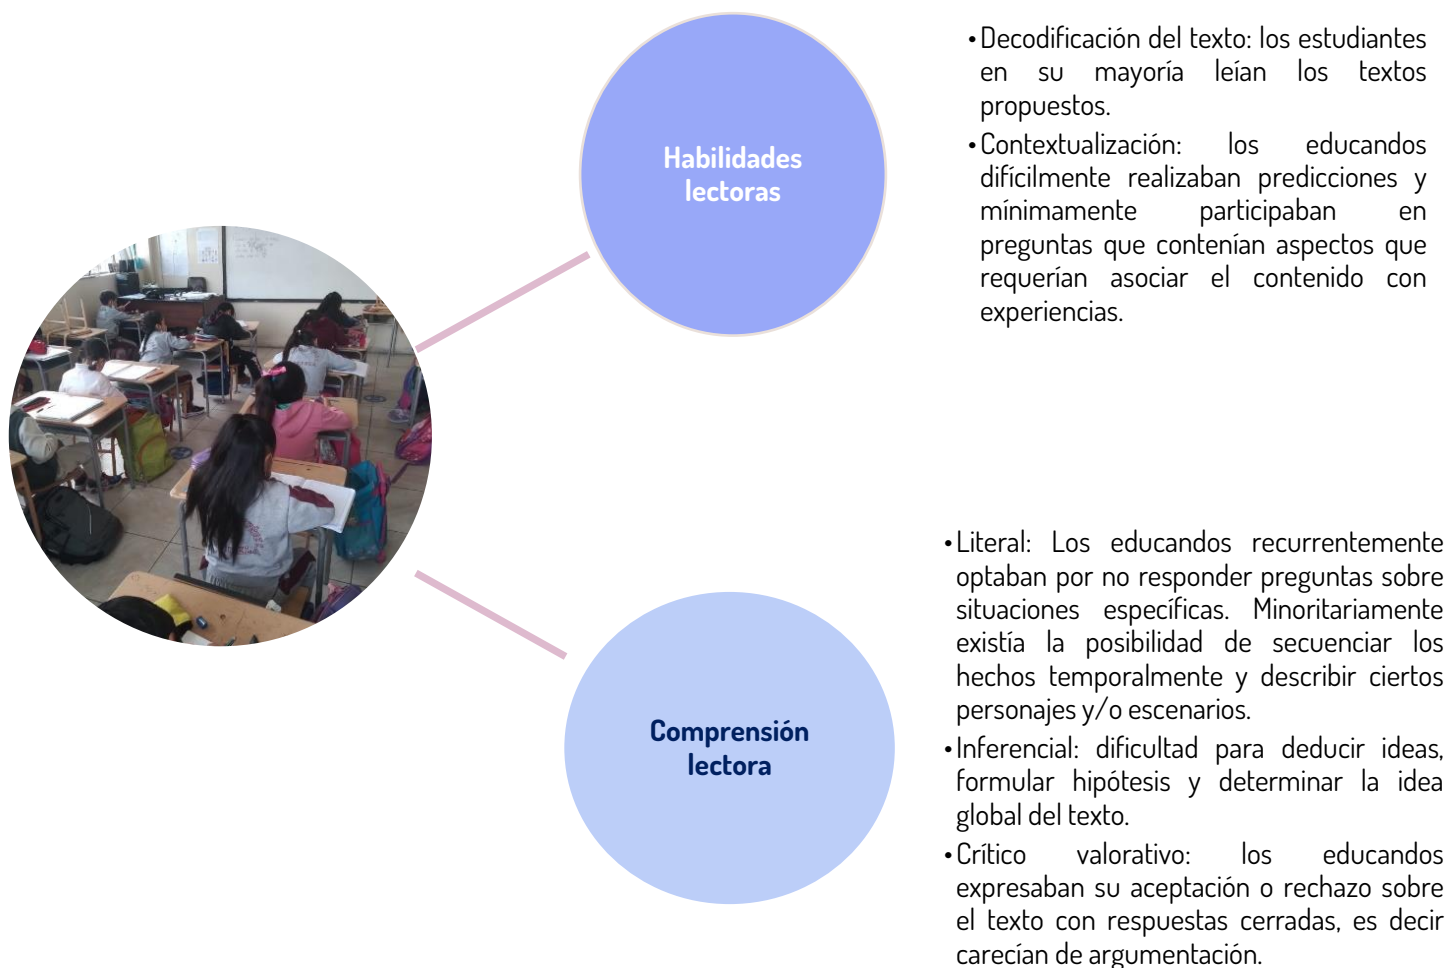 Habilidades
lectoras
•Decodificación del texto: los estudiantes
en su mayoría leían los textos
propuestos.
•Contextualización: los educandos
difícilmente realizaban predicciones y
mínimamente participaban en
preguntas que contenían aspectos que
requerían asociar el contenido con
experiencias.
Comprensión
lectora
•Literal: Los educandos recurrentemente
optaban por no responder preguntas sobre
situaciones específicas. Minoritariamente
existía la posibilidad de secuenciar los
hechos temporalmente y describir ciertos
personajes y/o escenarios.
•Inferencial: dificultad para deducir ideas,
formular hipótesis y determinar la idea
global del texto.
•Crítico valorativo: los educandos
expresaban su aceptación o rechazo sobre
el texto con respuestas cerradas, es decir
carecían de argumentación.